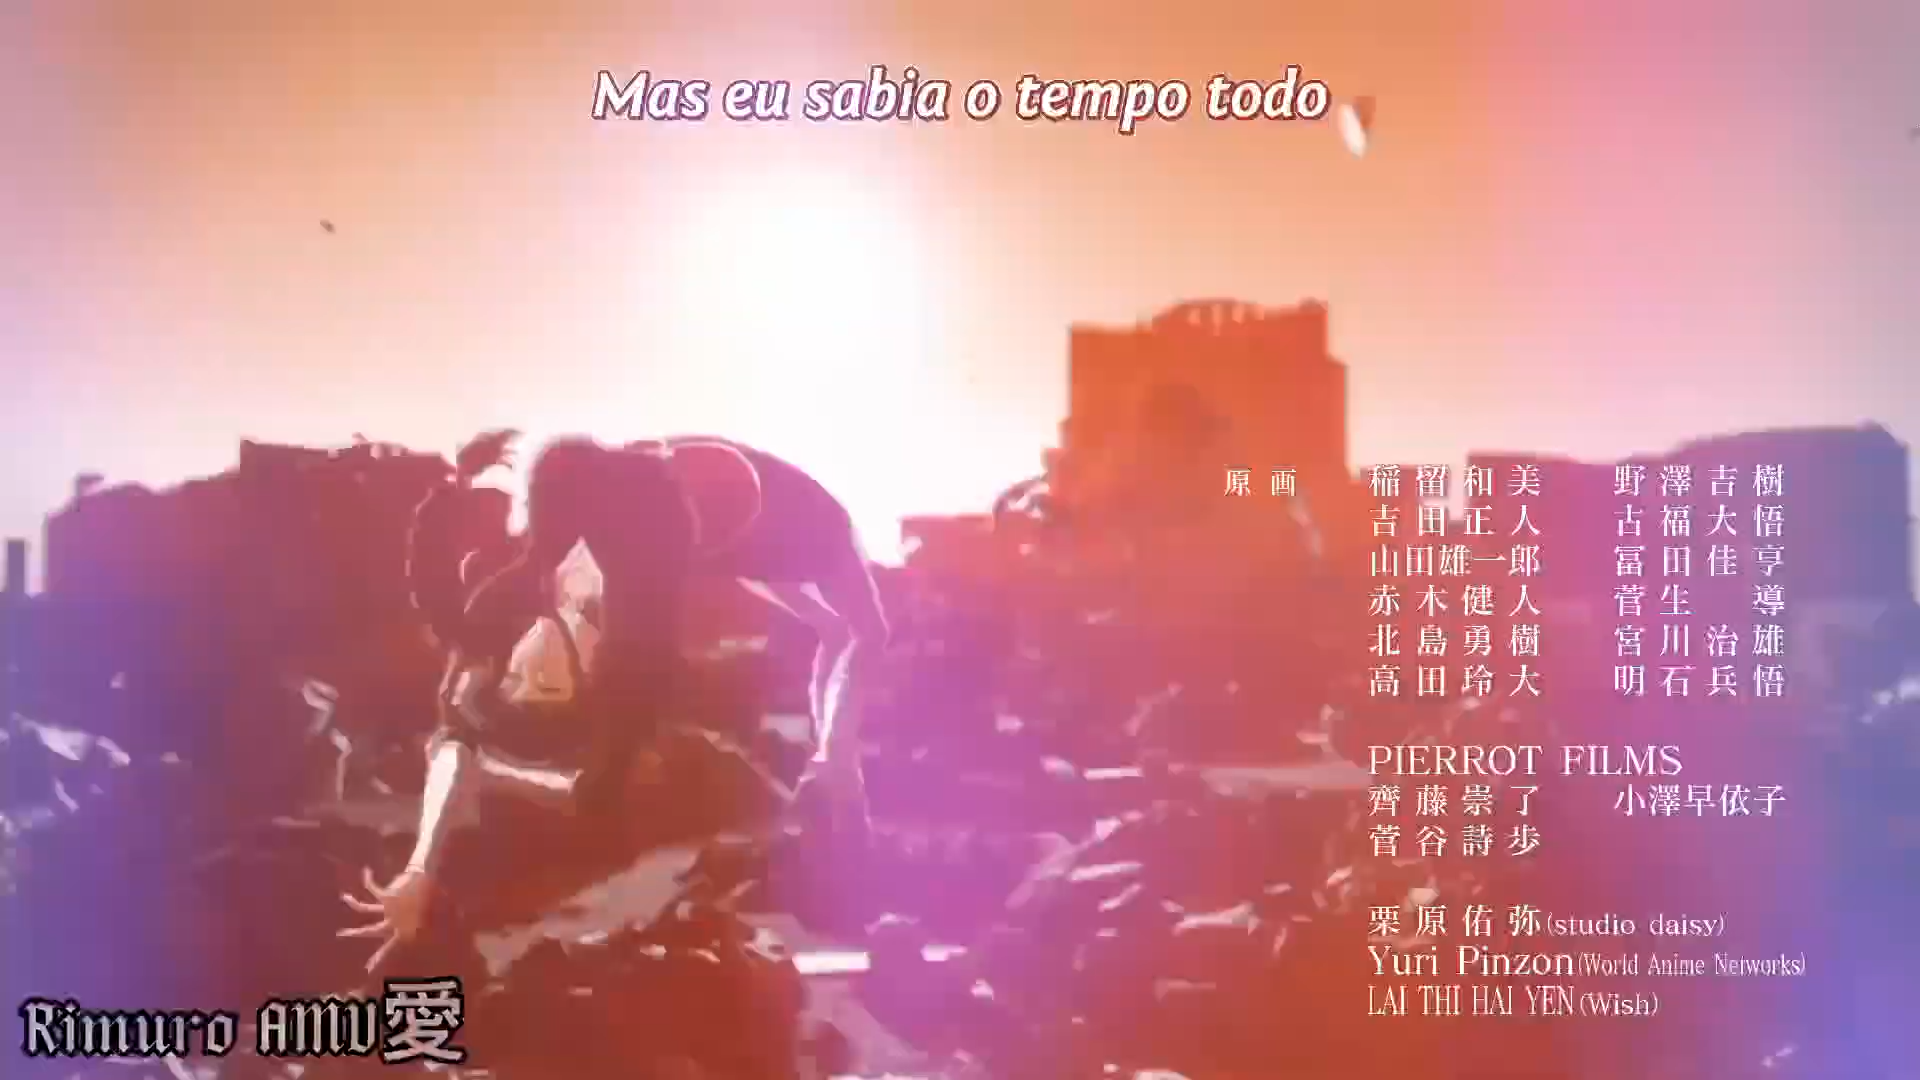 Mas eu sabia o tempo todo
原画 稲留和美 野澤吉樹
吉田正人 古福大悟
山田雄一郎 冨田佳亨
赤木健人 菅生 導
北島勇樹 宮川治雄
高田玲大 明石兵悟
PIERROT FILMS
齊藤崇了 小澤早依子
菅谷詩歩
栗原佑弥(studio daisy)
Yuri Pinzon(World Anime Networks)
LAI THI HAI YEN(Wish)
Rimuro AMV愛